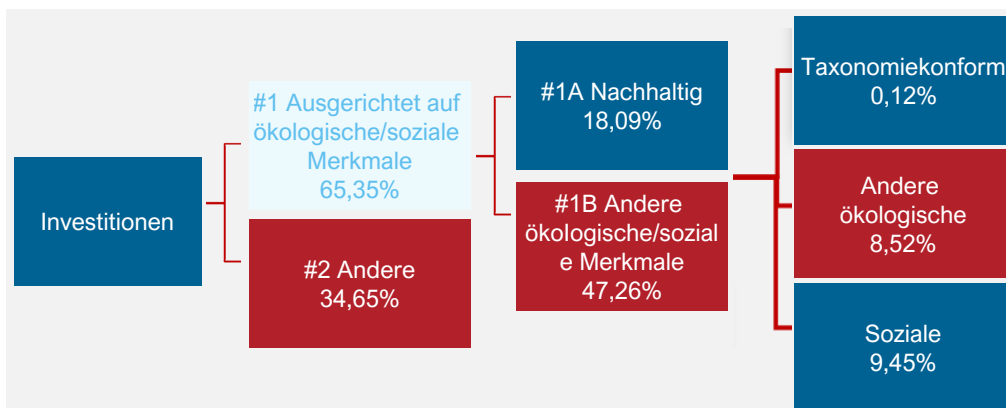 Investitionen
#1 Ausgerichtet auf
ökologische/soziale
Merkmale
65,35%
#2 Andere
34,65%
#1A Nachhaltig
18,09%
#1B Andere
ökologische/sozial
e Merkmale
47,26%
Taxonomiekonform
0,12%
Andere
ökologische
8,52%
Soziale
9,45%